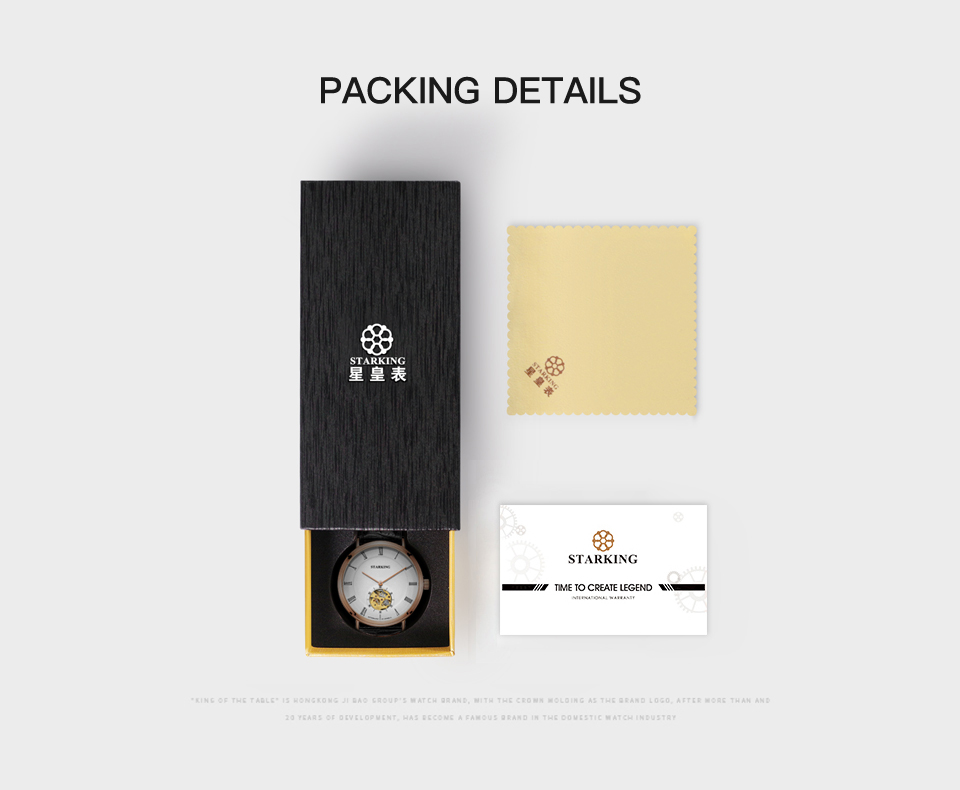 PACKING DETAILS
STARKING
星皇表
STARKING
星皇表
STARKING
TIME TO CREATE LEGEND
INTERNATIONAL WARRANTY
STARKING
"KING OF THE TABLE" IS HONGKONG JI BAO GROUP'S WATCH BRAND, WITH THE CROWN MOLDING AS THE BRAND LOGO, AFTER MORE THAN AND
20 YEARS OF DEVELOPMENT, HAS BECOME A FAMOUS BRAND IN THE DOMESTIC WATCH INDUSTRY